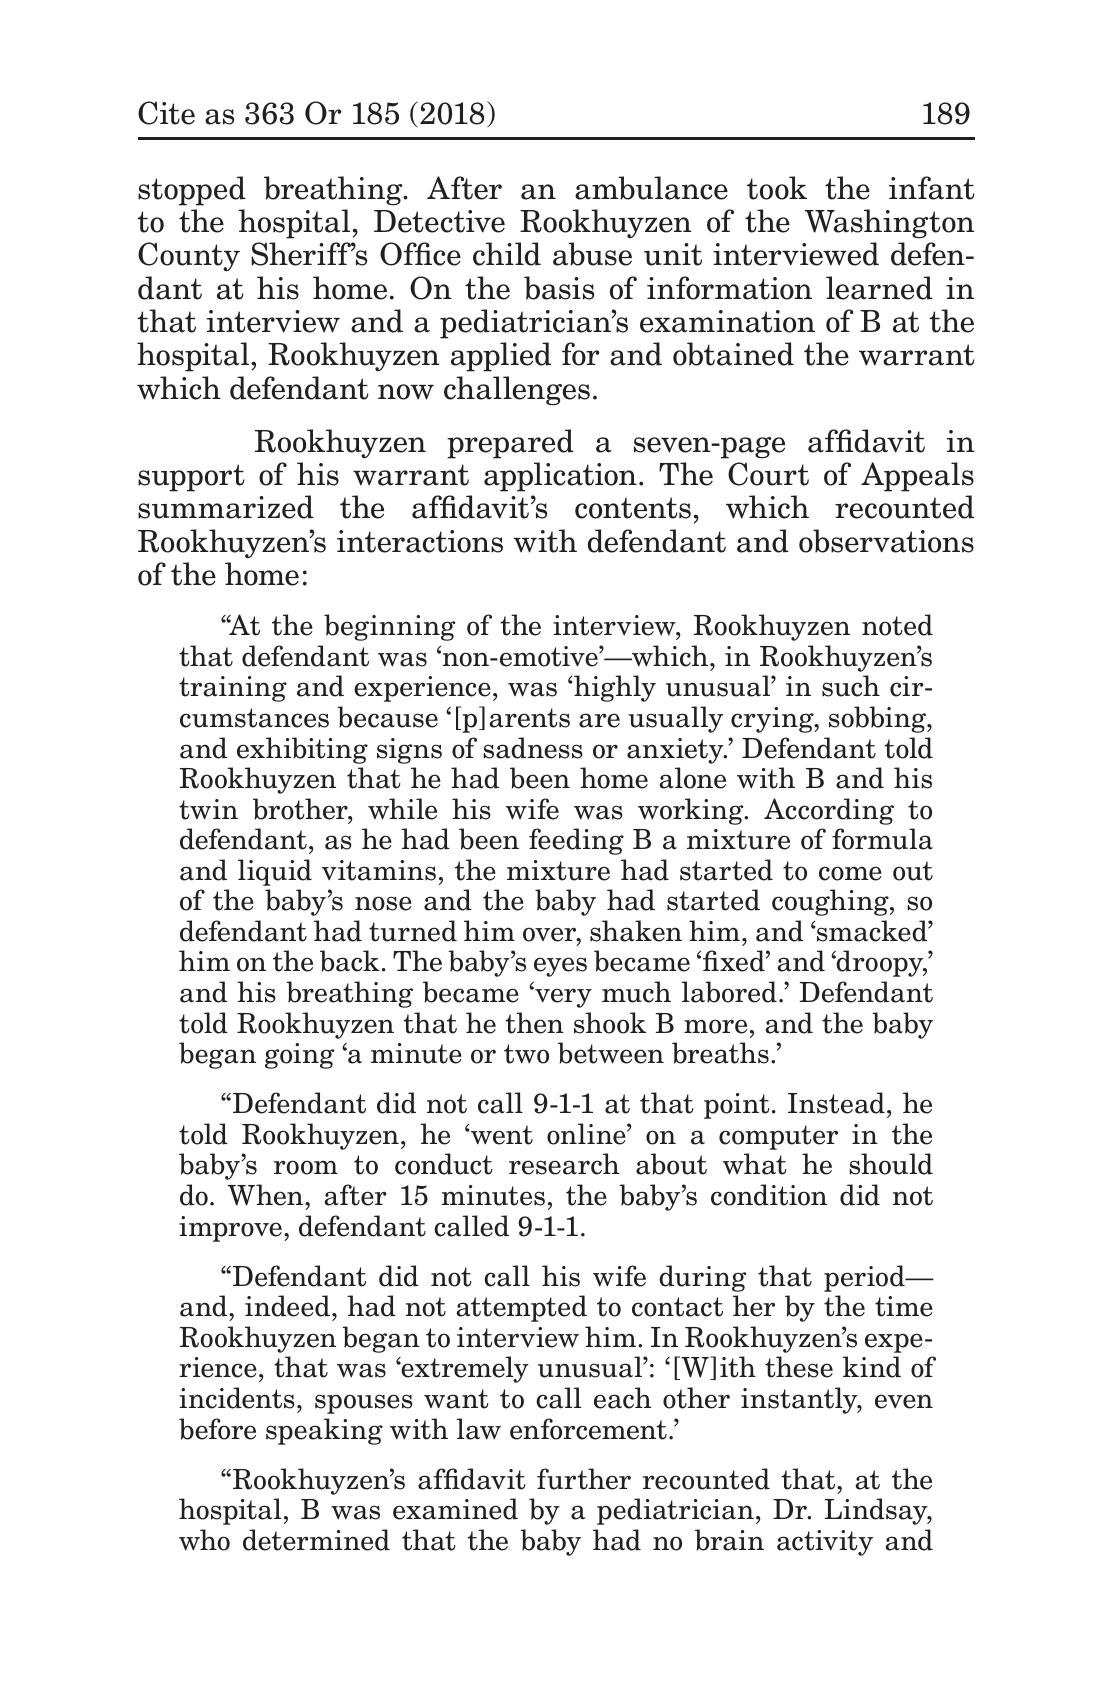 Cite as 363 Or 185 (2018) 189
stopped breathing. After an ambulance took the infant
to the hospital, Detective Rookhuyzen of the Washington
County Sheriff’s Office child abuse unit interviewed defen-
dant at his home. On the basis of information learned in
that interview and a pediatrician’s examination of B at the
hospital, Rookhuyzen applied for and obtained the warrant
which defendant now challenges.
Rookhuyzen prepared a seven-page affidavit in
support of his warrant application. The Court of Appeals
summarized the affidavit’s contents, which recounted
Rookhuyzen’s interactions with defendant and observations
of the home:
“At the beginning of the interview, Rookhuyzen noted
that defendant was ‘non-emotive’—which, in Rookhuyzen’s
training and experience, was ‘highly unusual’ in such cir-
cumstances because ‘[p]arents are usually crying, sobbing,
and exhibiting signs of sadness or anxiety.’ Defendant told
Rookhuyzen that he had been home alone with B and his
twin brother, while his wife was working. According to
defendant, as he had been feeding B a mixture of formula
and liquid vitamins, the mixture had started to come out
of the baby’s nose and the baby had started coughing, so
defendant had turned him over, shaken him, and ‘smacked’
him on the back. The baby’s eyes became ‘fixed’ and ‘droopy,’
and his breathing became ‘very much labored.’ Defendant
told Rookhuyzen that he then shook B more, and the baby
began going ‘a minute or two between breaths.’
“Defendant did not call 9-1-1 at that point. Instead, he
told Rookhuyzen, he ‘went online’ on a computer in the
baby’s room to conduct research about what he should
do. When, after 15 minutes, the baby’s condition did not
improve, defendant called 9-1-1.
“Defendant did not call his wife during that period—
and, indeed, had not attempted to contact her by the time
Rookhuyzen began to interview him. In Rookhuyzen’s expe-
rience, that was ‘extremely unusual’: ‘[W]ith these kind of
incidents, spouses want to call each other instantly, even
before speaking with law enforcement.’
“Rookhuyzen’s affidavit further recounted that, at the
hospital, B was examined by a pediatrician, Dr. Lindsay,
who determined that the baby had no brain activity and